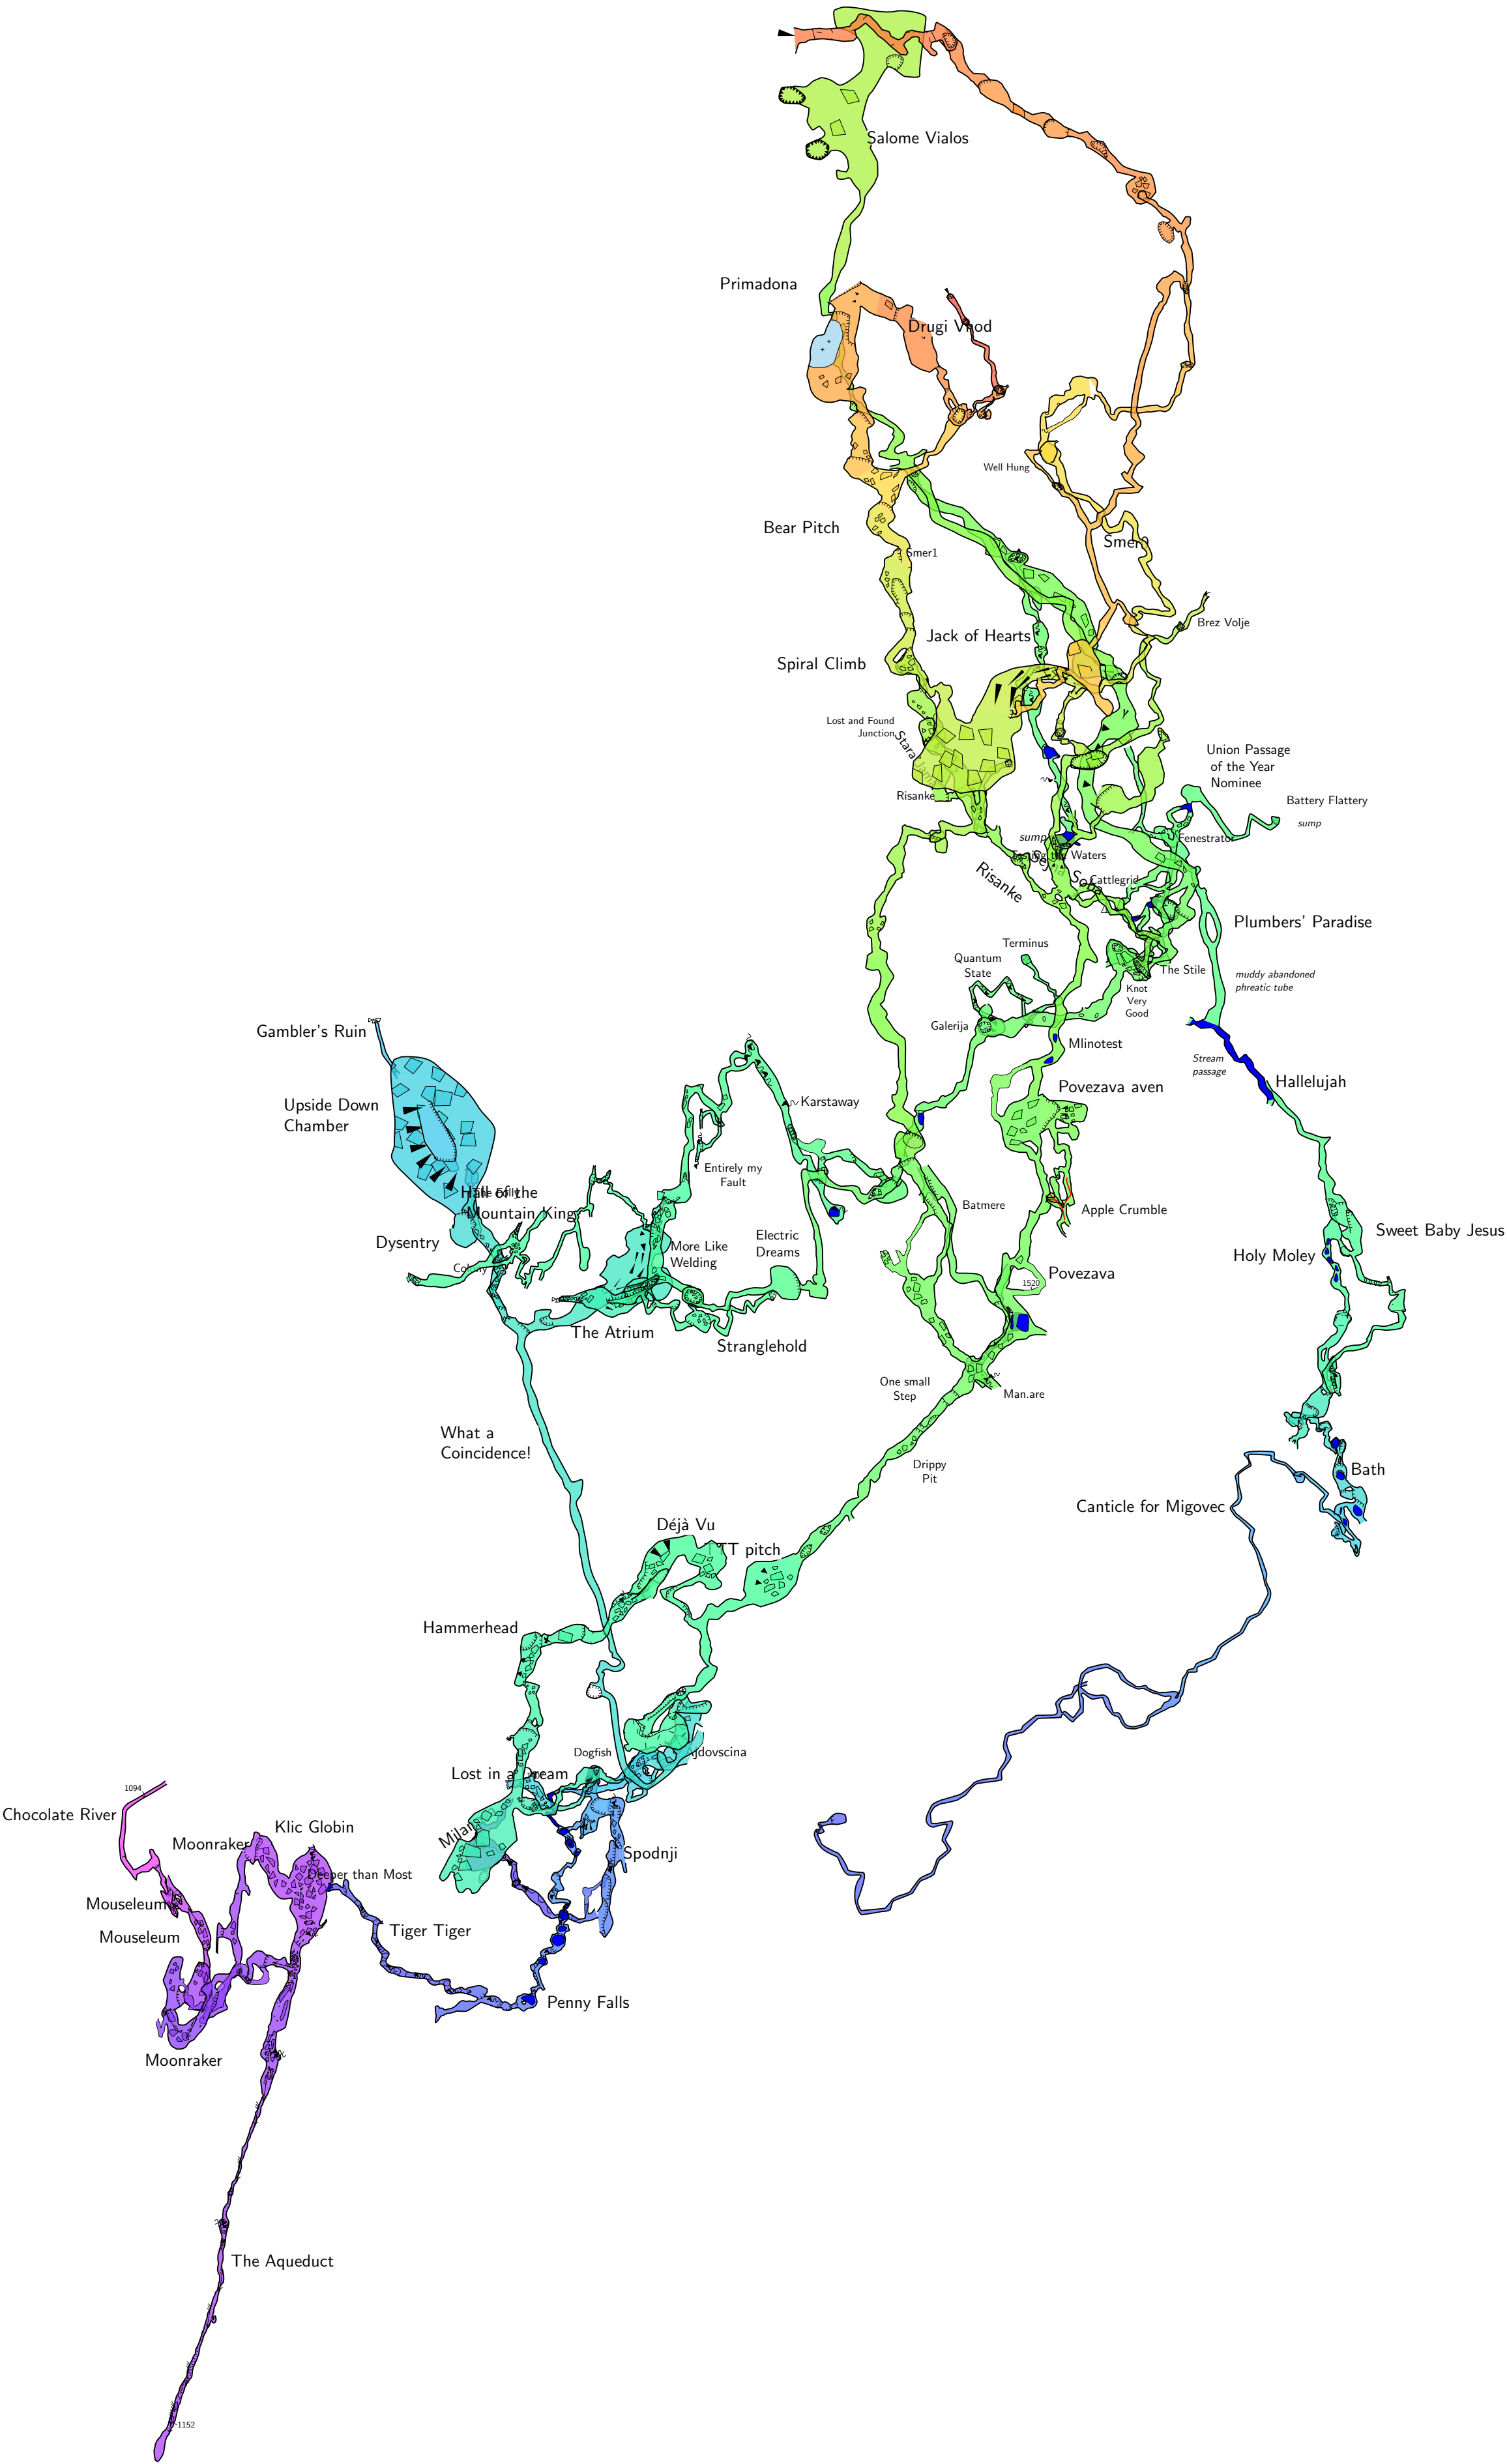 Salome Vialos
Primadona
Drugi Vhod
Well Hung
Bear Pitch
Smer1
Brez Volje
Jack of Hearts
Spiral Climb
Lost and Found
Junction
Union Passage
of the Year
Nominee
Risanke
Battery Flattery
sump
sump
Fenestrator
the Waters
Cattlegrid
Risanke
Plumbers' Paradise
Terminus
Quantum
State
The Stile
muddy abandoned
phreatic tube
Knot
Very
Good
Galerija
Gambler's Ruin
Mlinotest
Stream
passage
Hallelujah
Povezava aven
Upside Down
Chamber
Karstaway
Entirely my
Fault
Hall of the
Mountain King
Batmere
Apple Crumble
Sweet Baby Jesus
Dysentry
More Like
Welding
Electric
Dreams
Holy Moley
Colony
Povezava
1520
The Atrium
Stranglehold
One small
Step
Man.are
What a
Coincidence!
Drippy
Pit
Bath
Canticle for Migovec
Déjà Vu
TT pitch
Hammerhead
Dogfish
Ajdovscina
Lost in a Dream
1094
Chocolate River
Klic Globin
Moonraker
Milan
Spodnji
Deeper than Most
Mouseleum
Tiger Tiger
Mouseleum
Penny Falls
Moonraker
The Aqueduct
1152